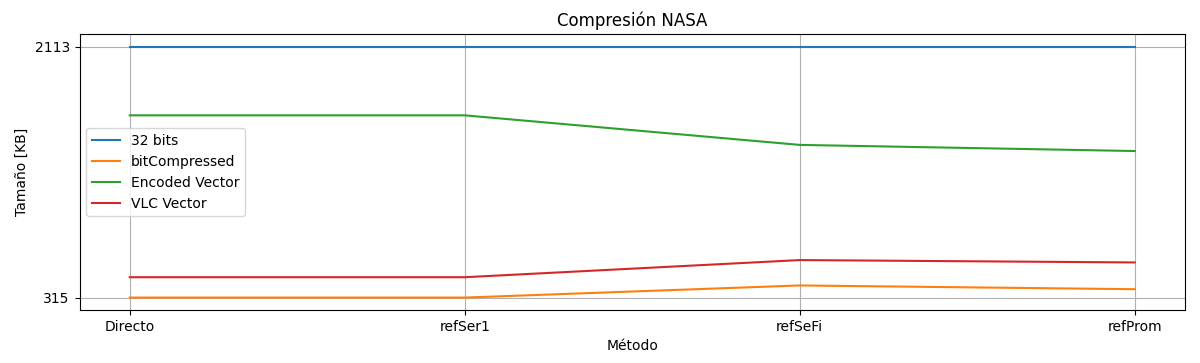 Compresión NASA
2113
Tamaño [KB]
32 bits
bitCompressed
Encoded Vector
VLC Vector
315
Directo
refSer1
refSeFi
refProm
Método